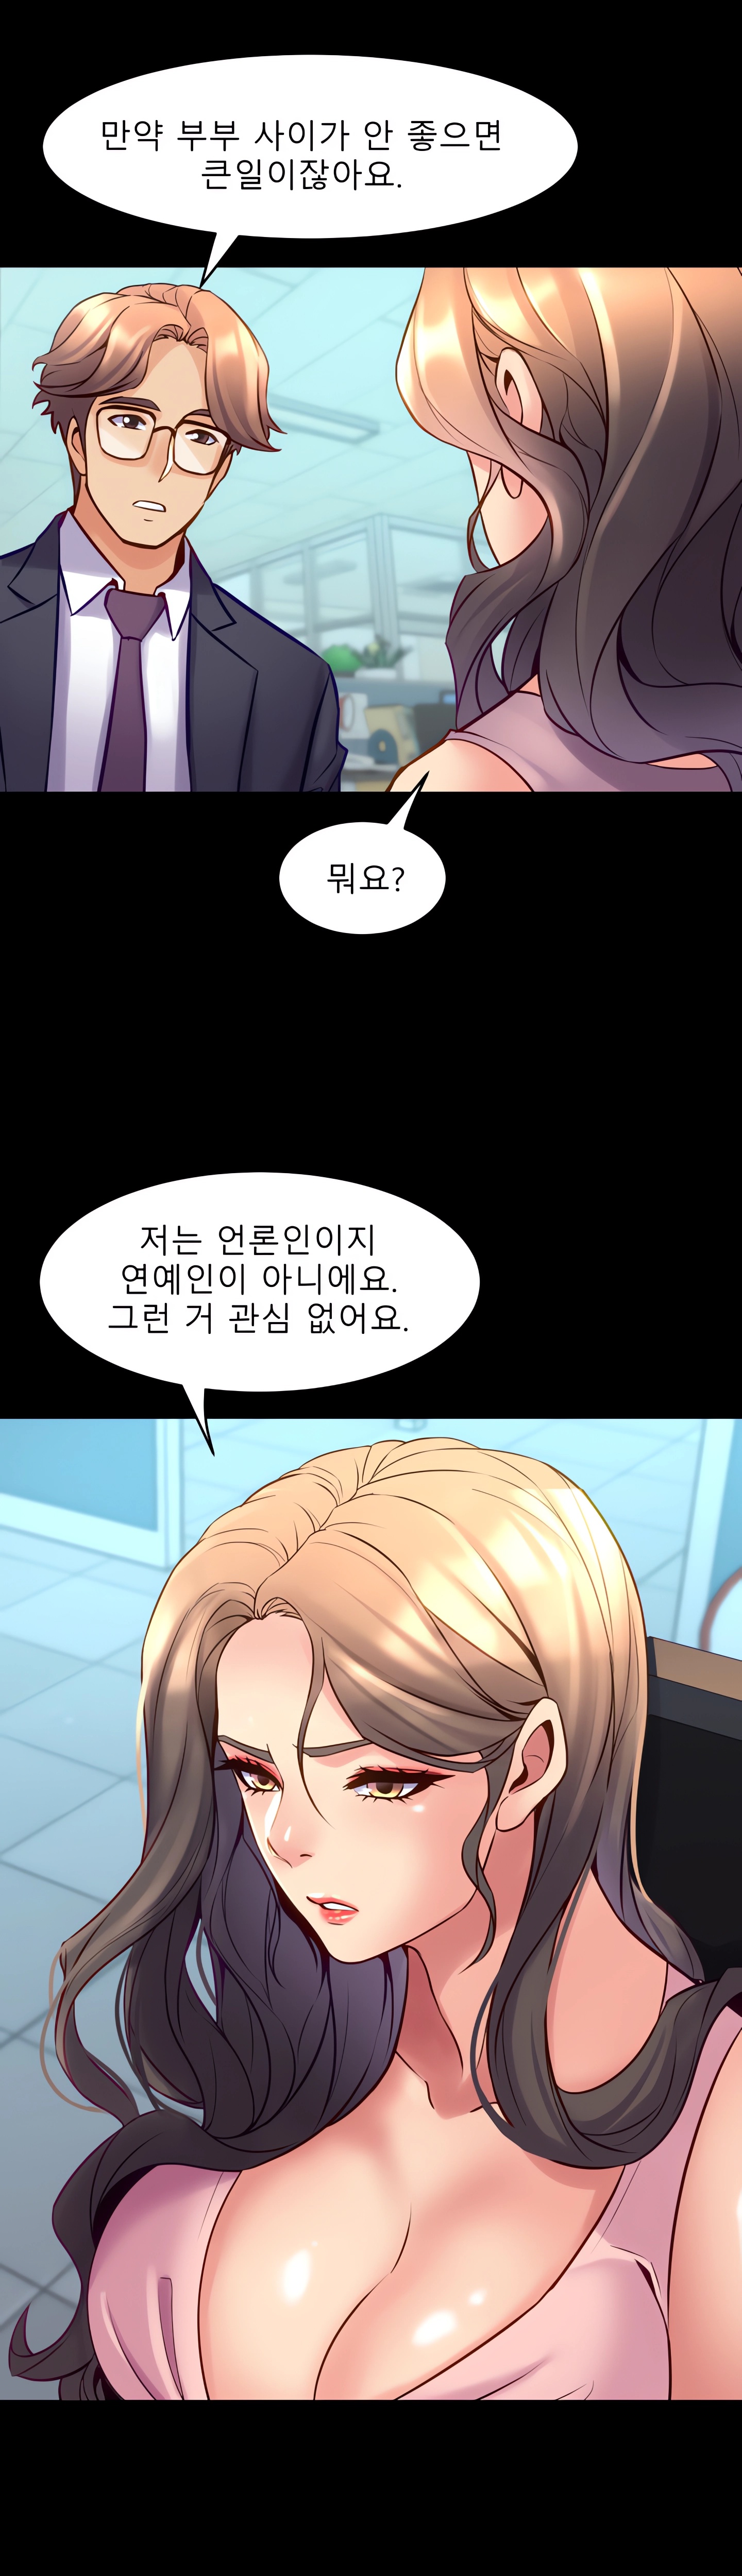 만약 부부 사이가 안 좋으면
큰일이잖아요.
뭐요?
저는 언론인이지
연예인이 아니에요.
그런 거 관심 없어요.